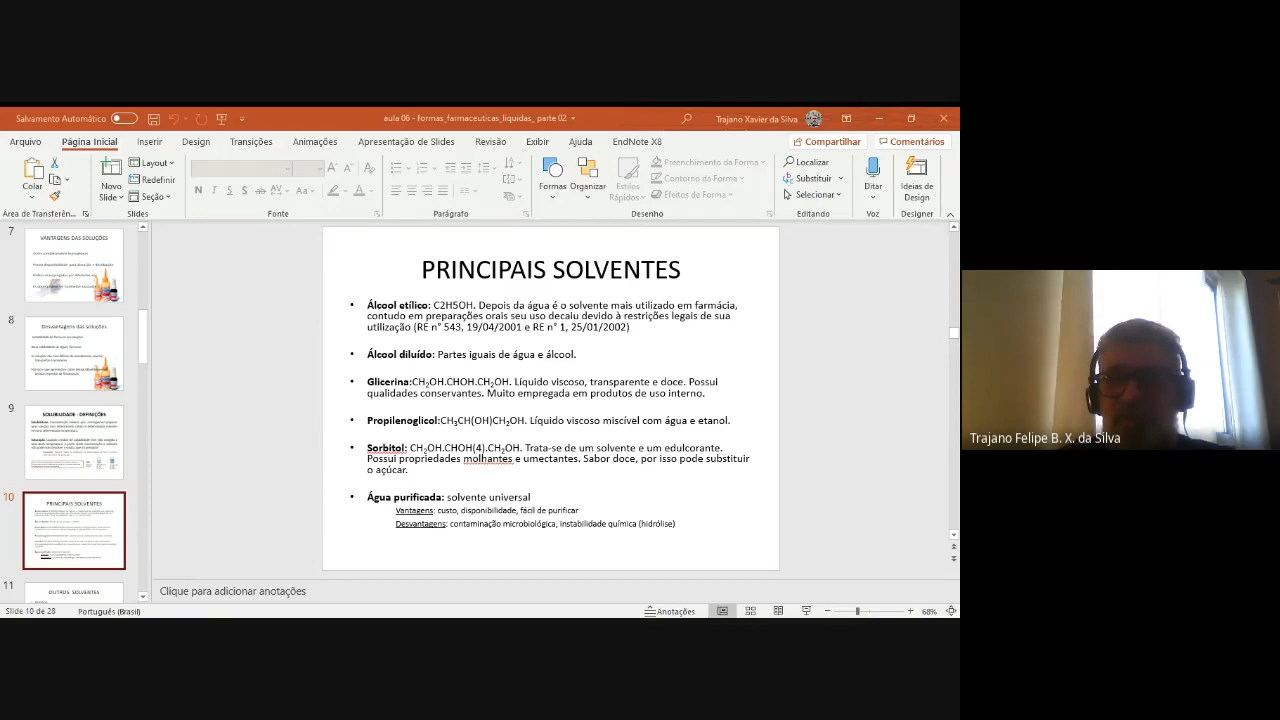 Salvamento Automático
aula 06 - formas_farmaceuticas_liquidas_ parte 02
Trajano Xavier da Silva
Arquivo Página Inicial Inserir Design Transições Animações Apresentação de Slides Revisão Exibir Ajuda EndNote X8
Compartilhar Comentários
Colar
Novo
Slide
Layout
Redefinir
Seção
N I S S ab AV Aa
Formas Organizar Estilos
Rápidos
Preenchimento da Forma
Contorno da Forma
Efeitos de Forma
Localizar
Substituir
Selecionar
Ditar
Ideias de
Design
Área de Transferên... Slides Fonte Parágrafo Desenho Editando Voz Designer
7
VANTAGENS DAS SOLUÇÕES
8
Desvantagens das soluções
9
SOLUBILIDADE - DEFINIÇÕES
10
PRINCIPAIS SOLVENTES
11
OUTROS SOLVENTES
PRINCIPAIS SOLVENTES
• Álcool etílico: C2H5OH. Depois da água é o solvente mais utilizado em farmácia,
contudo em preparações orais seu uso decaiu devido à restrições legais de sua
utilização (RE n° 543, 19/04/2001 e RE n° 1, 25/01/2002)
• Álcool diluído: Partes iguais de água e álcool
• Glicerina:CH2OH.CHOH.CH2OH. Líquido viscoso, transparente e doce. Possui
qualidades conservantes. Muito empregada em produtos de uso interno.
• Propilenoglicol:CH3CH(OH)CH2OH. Líquido viscoso miscível com água e etanol.
• Sorbitol: CH2OH.CHOH(4).CH2OH. Trata-se de um solvente e um edulcorante.
Possui propriedades molhantes e umectantes. Sabor doce, por isso pode substituir
o açúcar.
• Água purificada: solvente universal
Vantagens: custo, disponibilidade, fácil de purificar
Desvantagens: contaminação microbiológica, instabilidade química (hidrólise)
Clique para adicionar anotações
Slide 10 de 28 Português (Brasil)
Anotações
68%
Trajano Felipe B. X. da Silva